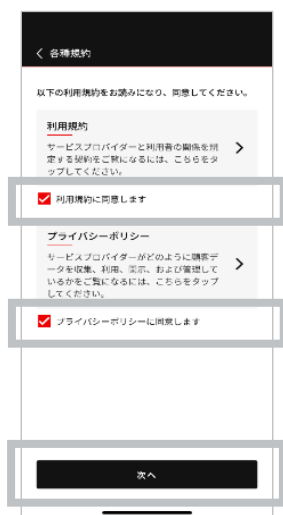 各種規約
以下の利用規約をお読みになり、同意してください。
利用規約
サービスプロバイダーと利用者の関係を規
定する契約をご覧になるには、こちらをタ
ップしてください。
利用規約に同意します
プライバシーポリシー
サービスプロバイダーがどのように顧客デ
ータを収集、利用、開示、および管理して
いるかをご覧になるには、こちらをタップ
してください。
プライバシーポリシーに同意します
次へ